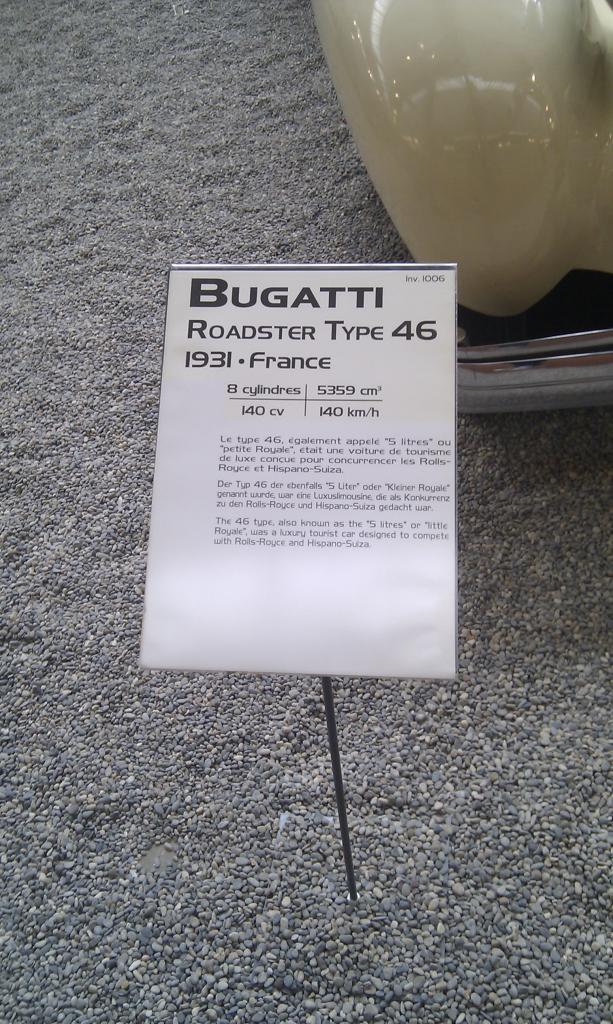 Inv. 1006
BUGATTI
ROADSTER TYPE 46
1931 • France
8 cylindres | 5359 cm³
140 cv | 140 km/h
Le type 46, également appelé "5 litres" ou
"petite Royale", était une voiture de tourisme
de luxe conçue pour concurrencer les Rolls-
Royce et Hispano-Suiza.
Der Typ 46 der ebenfalls "5 Liter" oder "Kleiner Royale"
genannt wurde, war eine Luxuslimousine, die als Konkurrenz
zu den Rolls-Royce und Hispano-Suiza gedacht war.
The 46 type, also known as the "5 litres" or "little
Royale", was a luxury tourist car designed to compete
with Rolls-Royce and Hispano-Suiza.